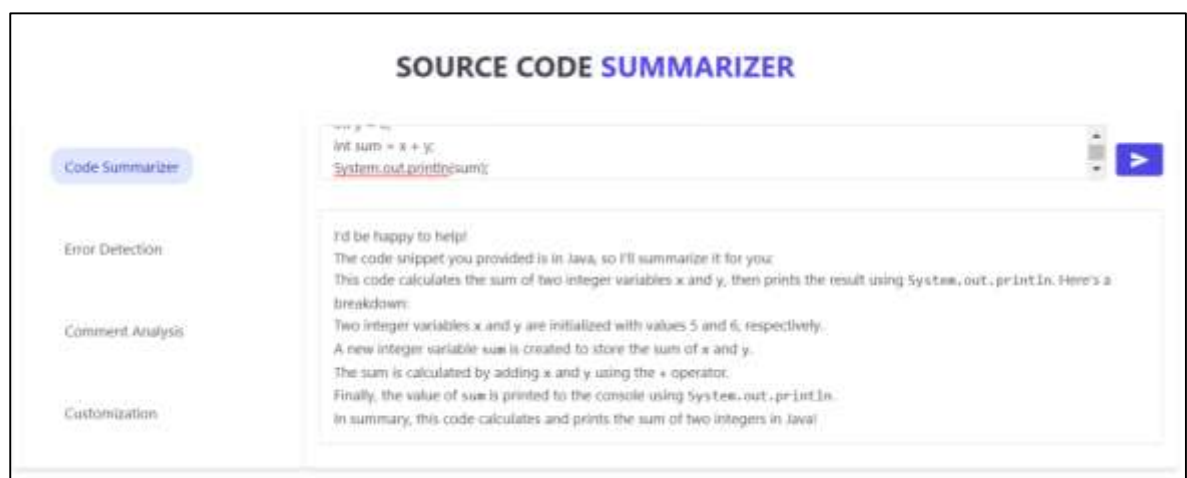 SOURCE CODE SUMMARIZER
Code Summarizer
int sum = x + y;
System.out.println(sum);
Error Detection
Comment Analysis
Customization
I'd be happy to help!
The code snippet you provided is in Java, so I'll summarize it for you:
This code calculates the sum of two integer variables x and y, then prints the result using System.out.println. Here's a
breakdown:
Two integer variables x and y are initialized with values 5 and 6, respectively.
A new integer variable sum is created to store the sum of x and y.
The sum is calculated by adding x and y using the + operator.
Finally, the value of sum is printed to the console using System.out.println.
In summary, this code calculates and prints the sum of two integers in Java!